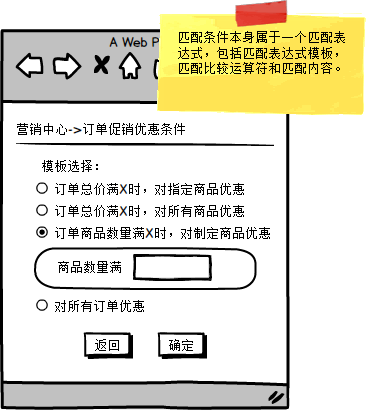 A Web P
匹配条件本身属于一个匹配表
达式，包括匹配表达式模板，
匹配比较运算符和匹配内容。
营销中心->订单促销优惠条件
模板选择：
订单总价满X时，对指定商品优惠
订单总价满X时，对所有商品优惠
订单商品数量满X时，对制定商品优惠
商品数量满
对所有订单优惠
返回
确定